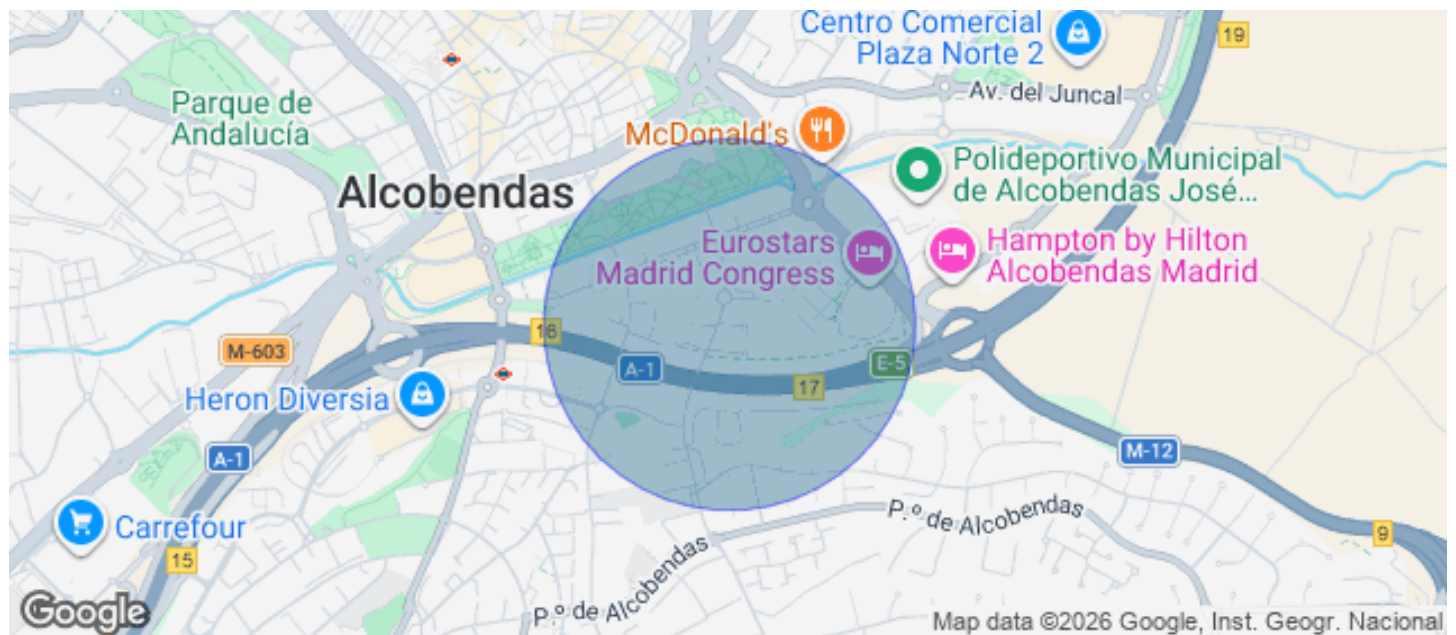 Centro Comercial
Plaza Norte 2
19
Av. del Juncal
Parque de
Andalucía
McDonald's
Polideportivo Municipal
de Alcobendas José...
Alcobendas
Eurostars
Madrid Congress
Hampton by Hilton
Alcobendas Madrid
16
M-603
A-1
E-5
17
Heron Diversia
A-1
M-12
Carrefour
15
P.º de Alcobendas
9
P.º de Alcobendas
Google
Map data ©2026 Google, Inst. Geogr. Nacional